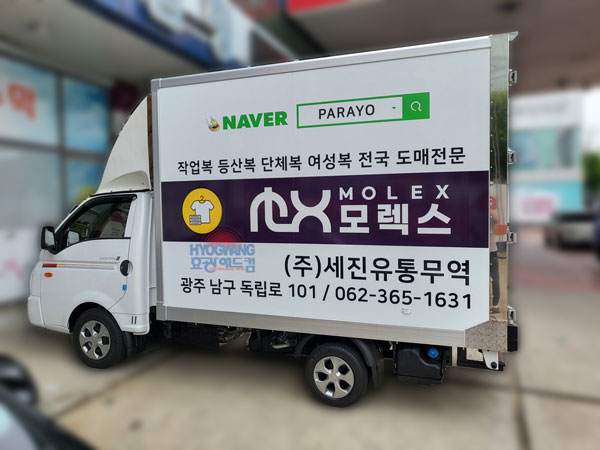 NAVER PARAYO
작업복 등산복 단체복 여성복 전국 도매전문
MOLEX
모렉스
HYOGWANG
효광애드컴
(주)세진유통무역
광주 남구 독립로 101 / 062-365-1631